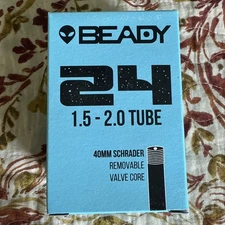 BEADY
24
1.5 - 2.0 TUBE
40MM SCHRADER
REMOVABLE
VALVE CORE